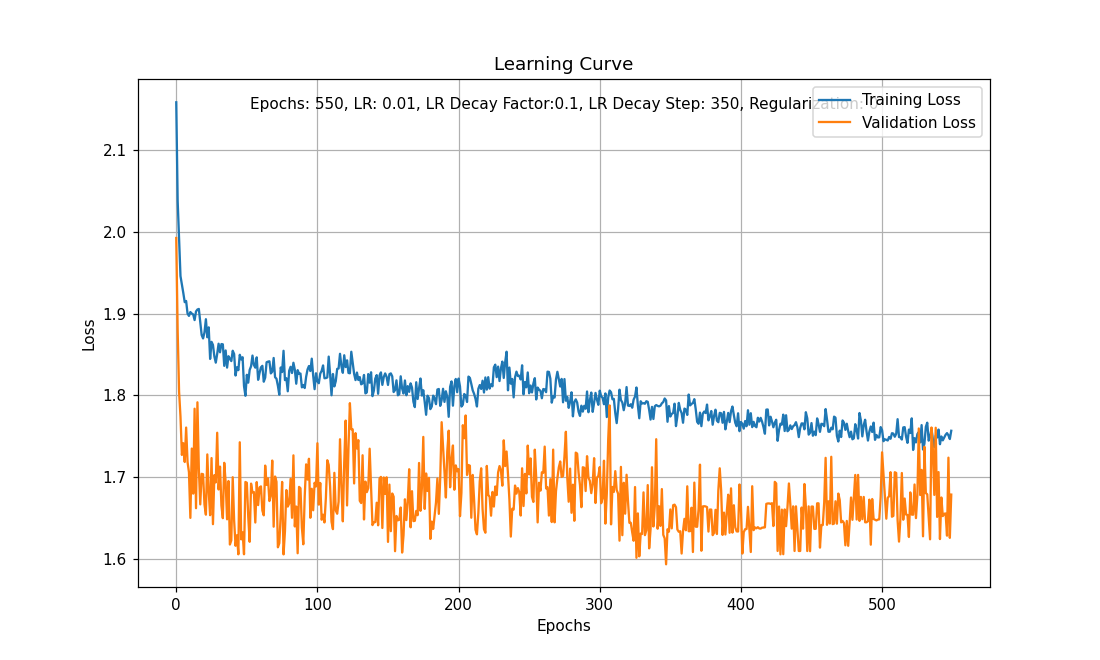 Learning Curve
Epochs: 550, LR: 0.01, LR Decay Factor:0.1, LR Decay Step: 350, Regularization: 0
Training Loss
Validation Loss
2.1
2.0
1.9
1.8
1.7
1.6
Loss
0 100 200 300 400 500
Epochs